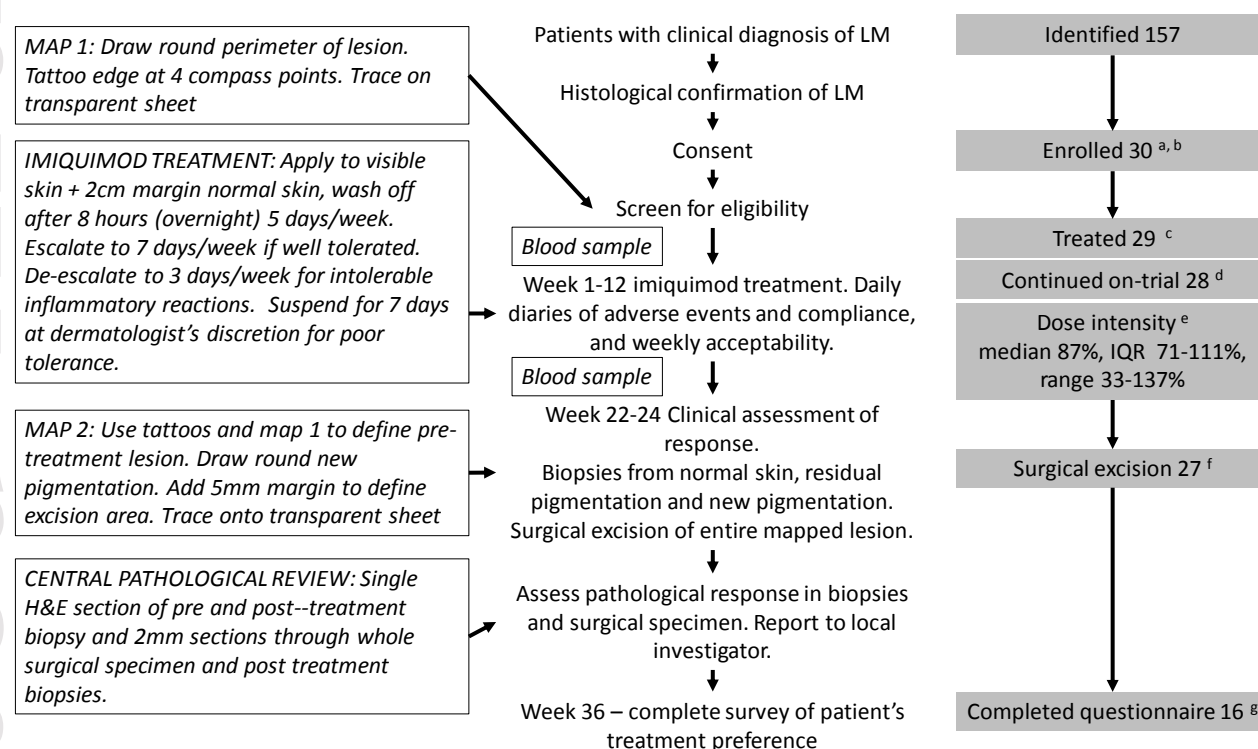 MAP 1: Draw round perimeter of lesion.
Tattoo edge at 4 compass points. Trace on
transparent sheet
IMIQUIMOD TREATMENT: Apply to visible
skin + 2cm margin normal skin, wash off
after 8 hours (overnight) 5 days/week.
Escalate to 7 days/week if well tolerated.
De-escalate to 3 days/week for intolerable
inflammatory reactions.  Suspend for 7 days
at dermatologist's discretion for poor
tolerance.
MAP 2: Use tattoos and map 1 to define pre-
treatment lesion. Draw round new
pigmentation. Add 5mm margin to define
excision area. Trace onto transparent sheet
CENTRAL PATHOLOGICAL REVIEW: Single
H&E section of pre and post--treatment
biopsy and 2mm sections through whole
surgical specimen and post treatment
biopsies.
Patients with clinical diagnosis of LM
Histological confirmation of LM
Consent
Screen for eligibility
Blood sample
Week 1-12 imiquimod treatment. Daily
diaries of adverse events and compliance,
and weekly acceptability.
Blood sample
Week 22-24 Clinical assessment of
response.
Biopsies from normal skin, residual
pigmentation and new pigmentation.
Surgical excision of entire mapped lesion.
Assess pathological response in biopsies
and surgical specimen. Report to local
investigator.
Week 36 – complete survey of patient's
treatment preference
Identified 157
Enrolled 30 a, b
Treated 29 c
Continued on-trial 28 d
Dose intensity e
median 87%, IQR  71-111%,
range 33-137%
Surgical excision 27 f
Completed questionnaire 16 g